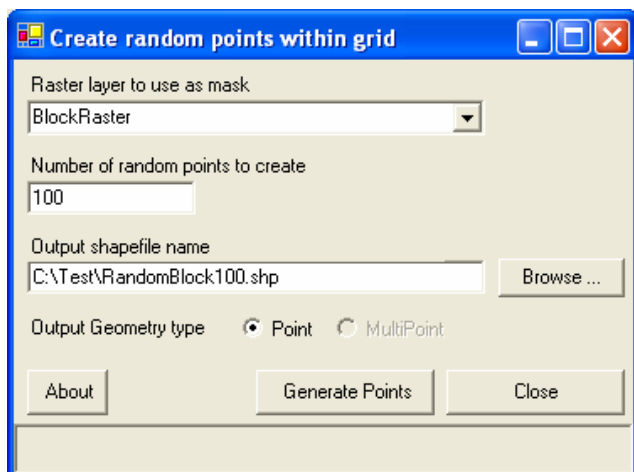 Create random points within grid
Raster layer to use as mask
BlockRaster
Number of random points to create
100
Output shapefile name
C:\Test\RandomBlock100.shp
Browse ...
Output Geometry type Point MultiPoint
About Generate Points Close